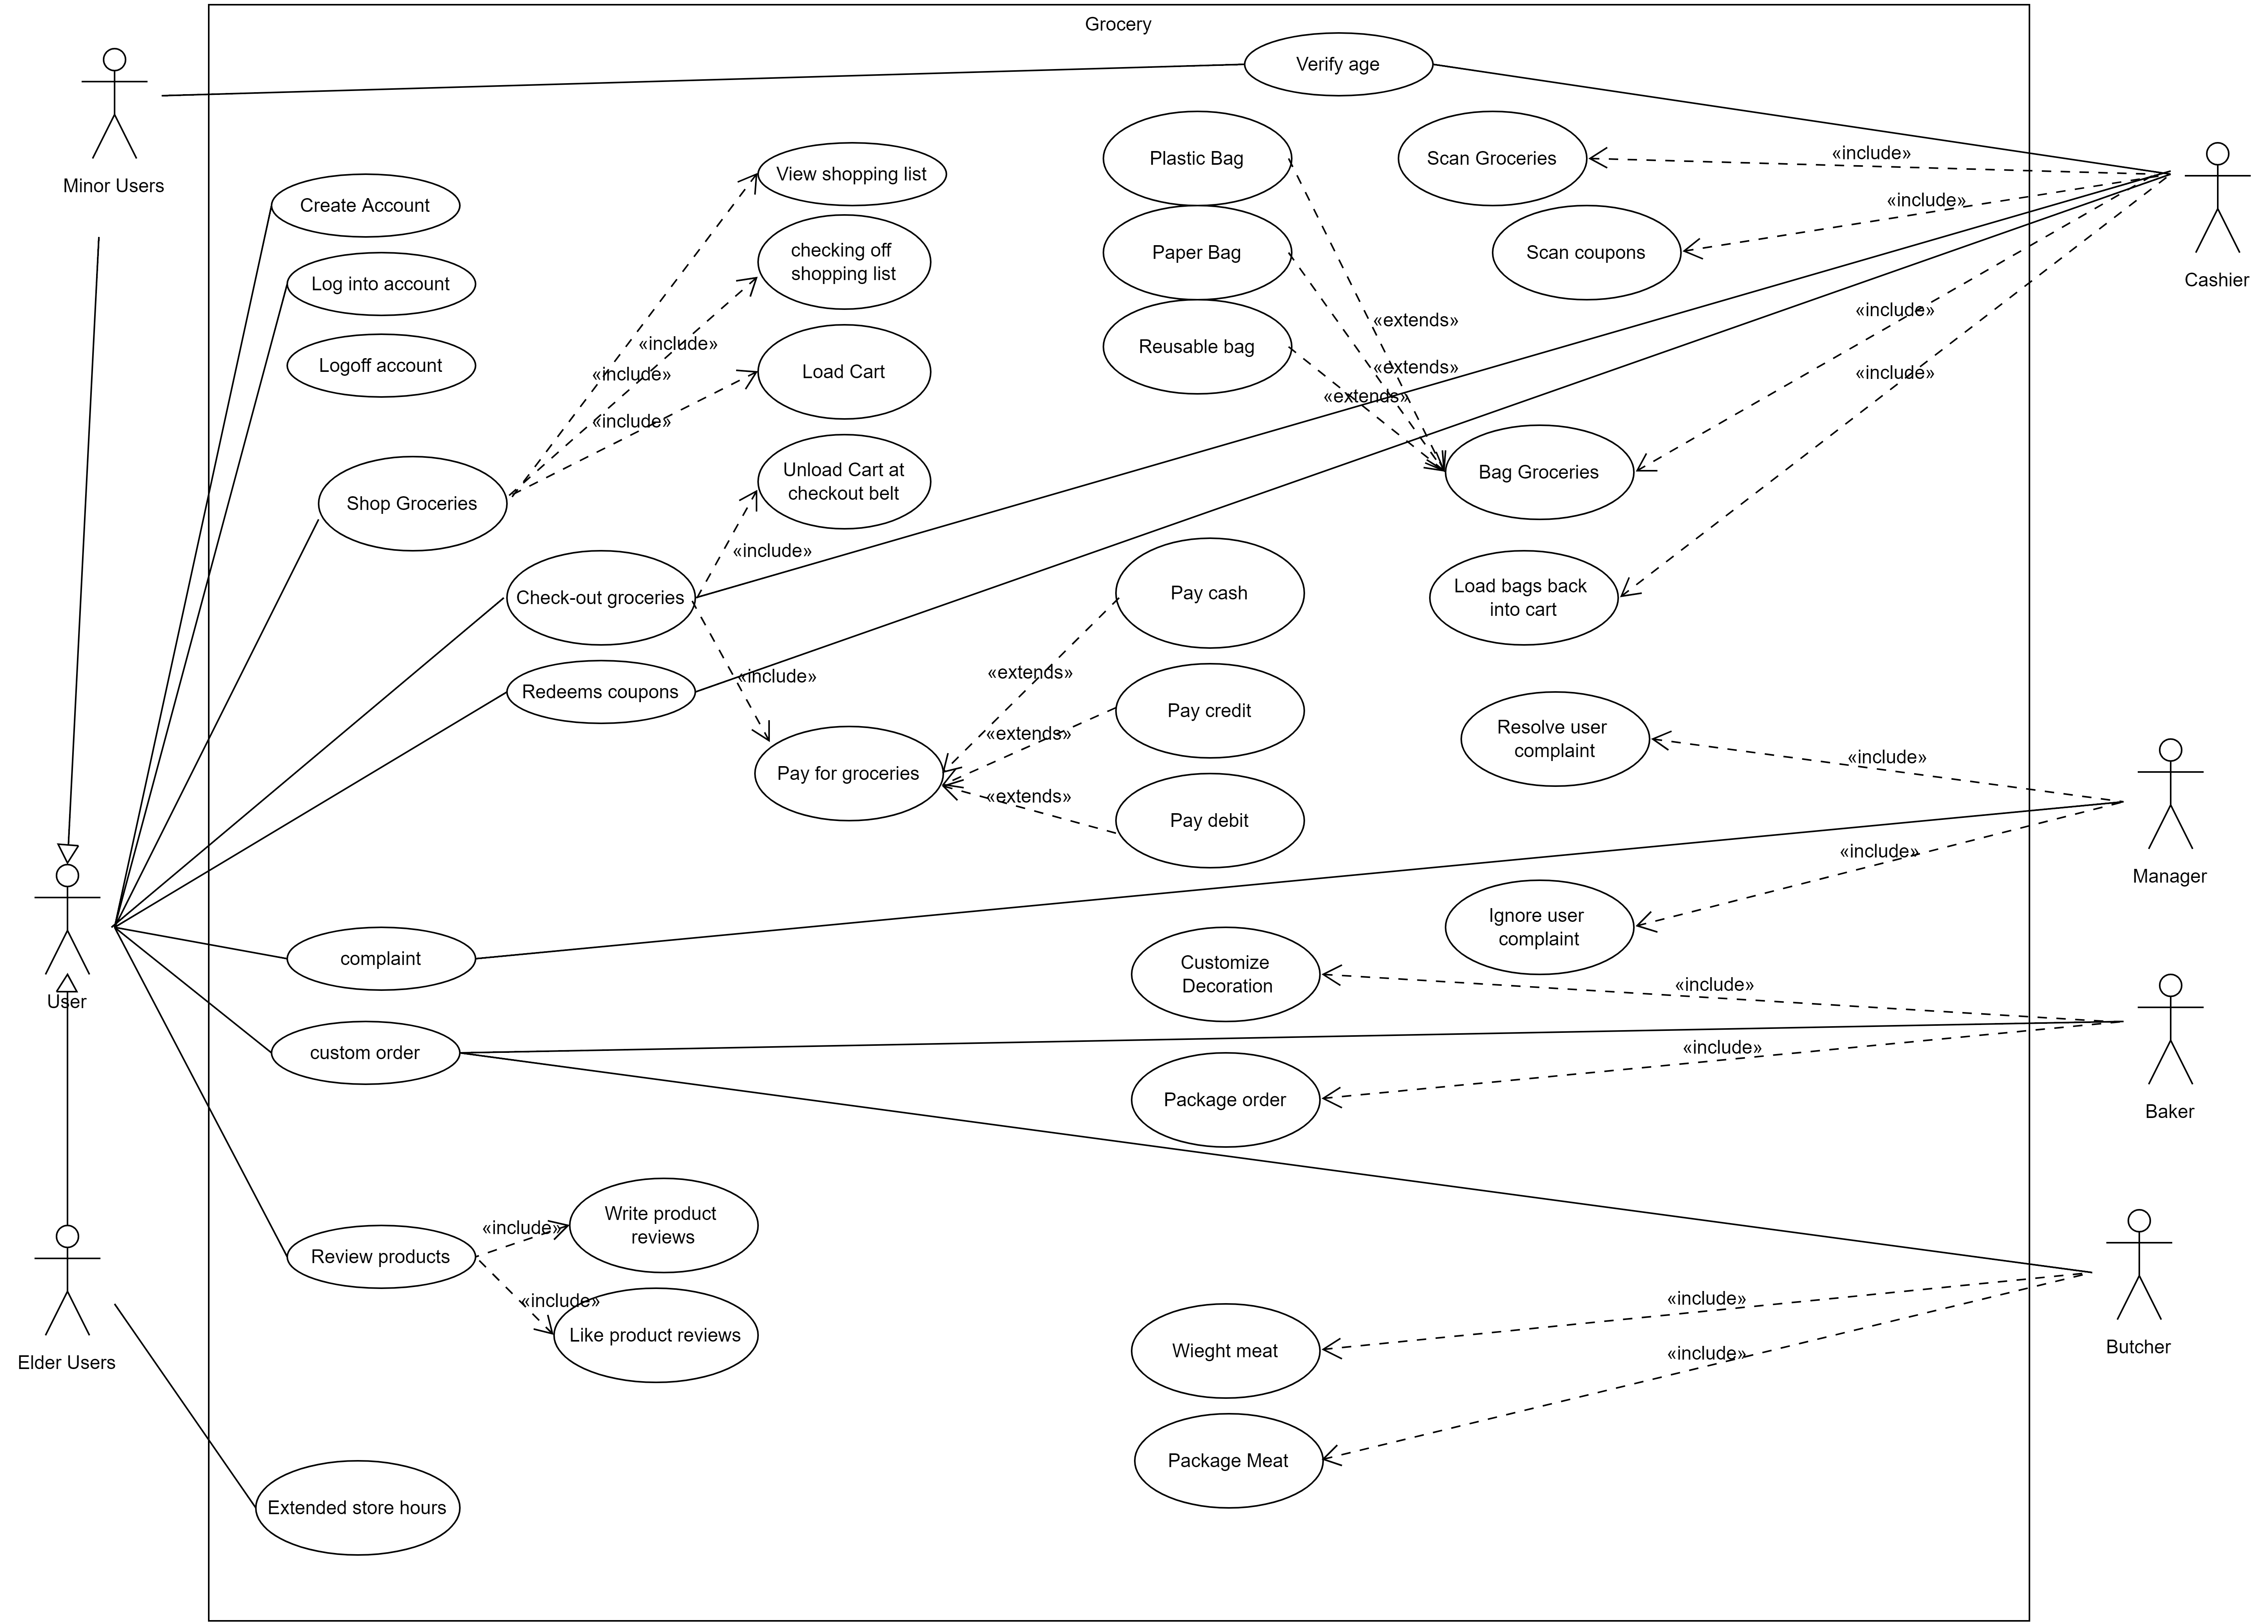 Grocery
Verify age
Minor Users
Plastic Bag
Scan Groceries
«include»
View shopping list
Create Account
«include»
checking off
shopping list
Paper Bag
Scan coupons
Cashier
Log into account
«include»
«extends»
«include»
Reusable bag
Logoff account
«include»
Load Cart
«extends»
«include»
«include»
«extends»
«include»
Unload Cart at
checkout belt
Bag Groceries
Shop Groceries
«include»
Check-out groceries
Pay cash
Load bags back
into cart
«include»
«extends»
Redeems coupons
Pay credit
Resolve user
complaint
«extends»
«include»
Pay for groceries
«extends»
Pay debit
«include»
Manager
Ignore user
complaint
complaint
Customize
Decoration
«include»
User
custom order
«include»
Package order
Baker
Write product
reviews
«include»
Review products
«include»
«include»
Like product reviews
Wieght meat
«include»
Butcher
Elder Users
Package Meat
Extended store hours